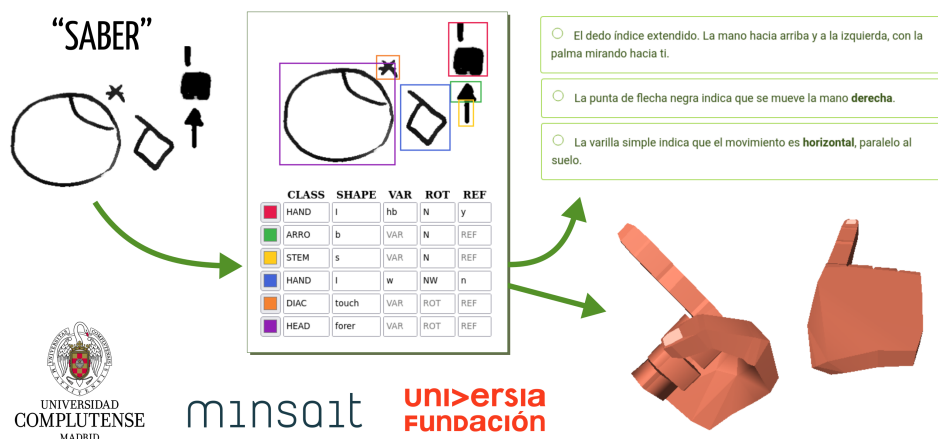 “SABER”
CLASS SHAPE VAR ROT REF
HAND I hb N y
ARRO b VAR N REF
STEM s VAR N REF
HAND I w NW n
DIAC touch VAR ROT REF
HEAD forer VAR ROT REF
El dedo índice extendido. La mano hacia arriba y a la izquierda, con la
palma mirando hacia ti.
La punta de flecha negra indica que se mueve la mano derecha.
La varilla simple indica que el movimiento es horizontal, paralelo al
suelo.
UNIVERSIDAD
COMPLUTENSE
MADRID
minsait
universia
Fundación